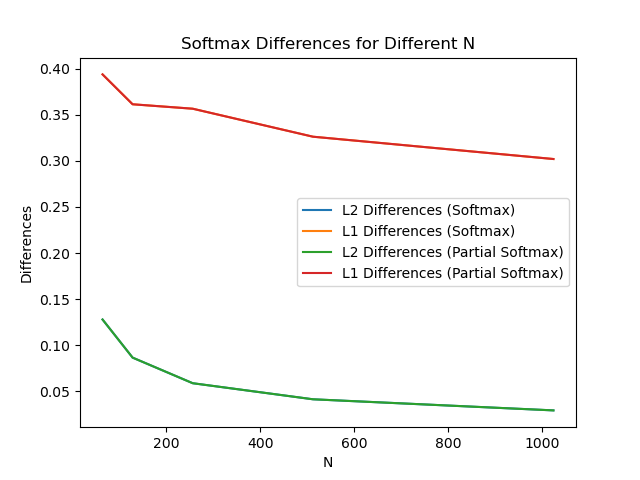 Softmax Differences for Different N
0.40
0.35
0.30
0.25
0.20
0.15
0.10
0.05
Differences
L2 Differences (Softmax)
L1 Differences (Softmax)
L2 Differences (Partial Softmax)
L1 Differences (Partial Softmax)
200 400 600 800 1000
N